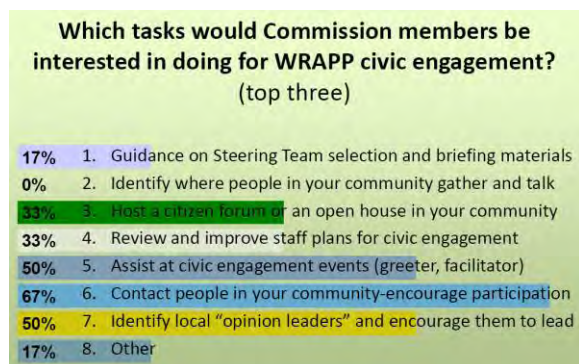 Which tasks would Commission members be
interested in doing for WRAPP civic engagement?
(top three)
17% 1. Guidance on Steering Team selection and briefing materials
0% 2. Identify where people in your community gather and talk
33% 3. Host a citizen forum or an open house in your community
33% 4. Review and improve staff plans for civic engagement
50% 5. Assist at civic engagement events (greeter, facilitator)
67% 6. Contact people in your community-encourage participation
50% 7. Identify local “opinion leaders” and encourage them to lead
17% 8. Other